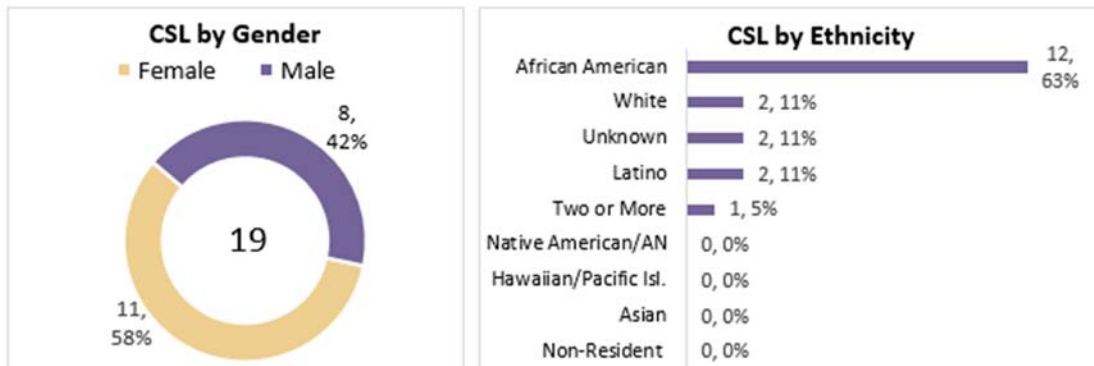 CSL by Gender
Female Male
8,
42%
19
11,
58%
CSL by Ethnicity
African American 12,
63%
White 2, 11%
Unknown 2, 11%
Latino 2, 11%
Two or More 1, 5%
Native American/AN 0, 0%
Hawaiian/Pacific Isl. 0, 0%
Asian 0, 0%
Non-Resident 0, 0%